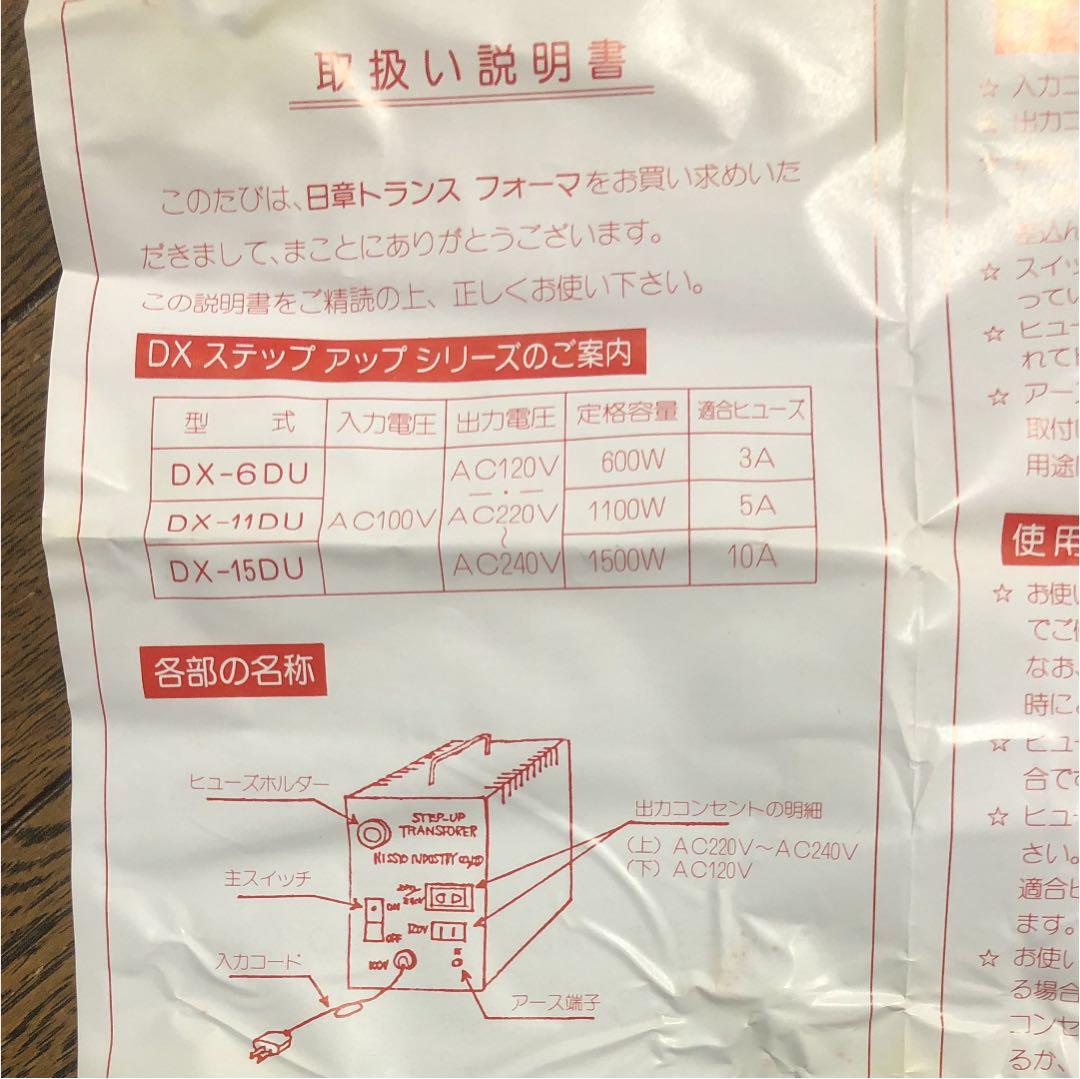 取扱い説明書
このたびは、日章トランス フォーマをお買い求めいた
だきまして、まことにありがとうございます。
この説明書をご精読の上、正しくお使い下さい。
DX ステップ アップ シリーズのご案内
型 式 入力電圧 出力電圧 定格容量 適合ヒューズ
DX-6DU AC100V AC120V 600W 3A
DX-11DU AC220V 1100W 5A
〜
DX-15DU AC240V 1500W 10A
各部の名称
ヒューズホルダー
主スイッチ
入力コード
STEP-UP
TRANSFORER
ON
OFF
120V
100V
E
出力コンセントの明細
(上) AC220V〜AC240V
(下) AC120V
アース端子
☆ 入力コ
出力コ
差込ん
☆ スイッ
ってい
☆ ヒュー
れて
☆ アー
取付
用途
使用
☆ お使い
でご
なお、
時に
☆ ヒュー
合です
☆ ヒュー
さい。
適合ヒ
ます。
☆ お使い
る場合
コンセ
るか、